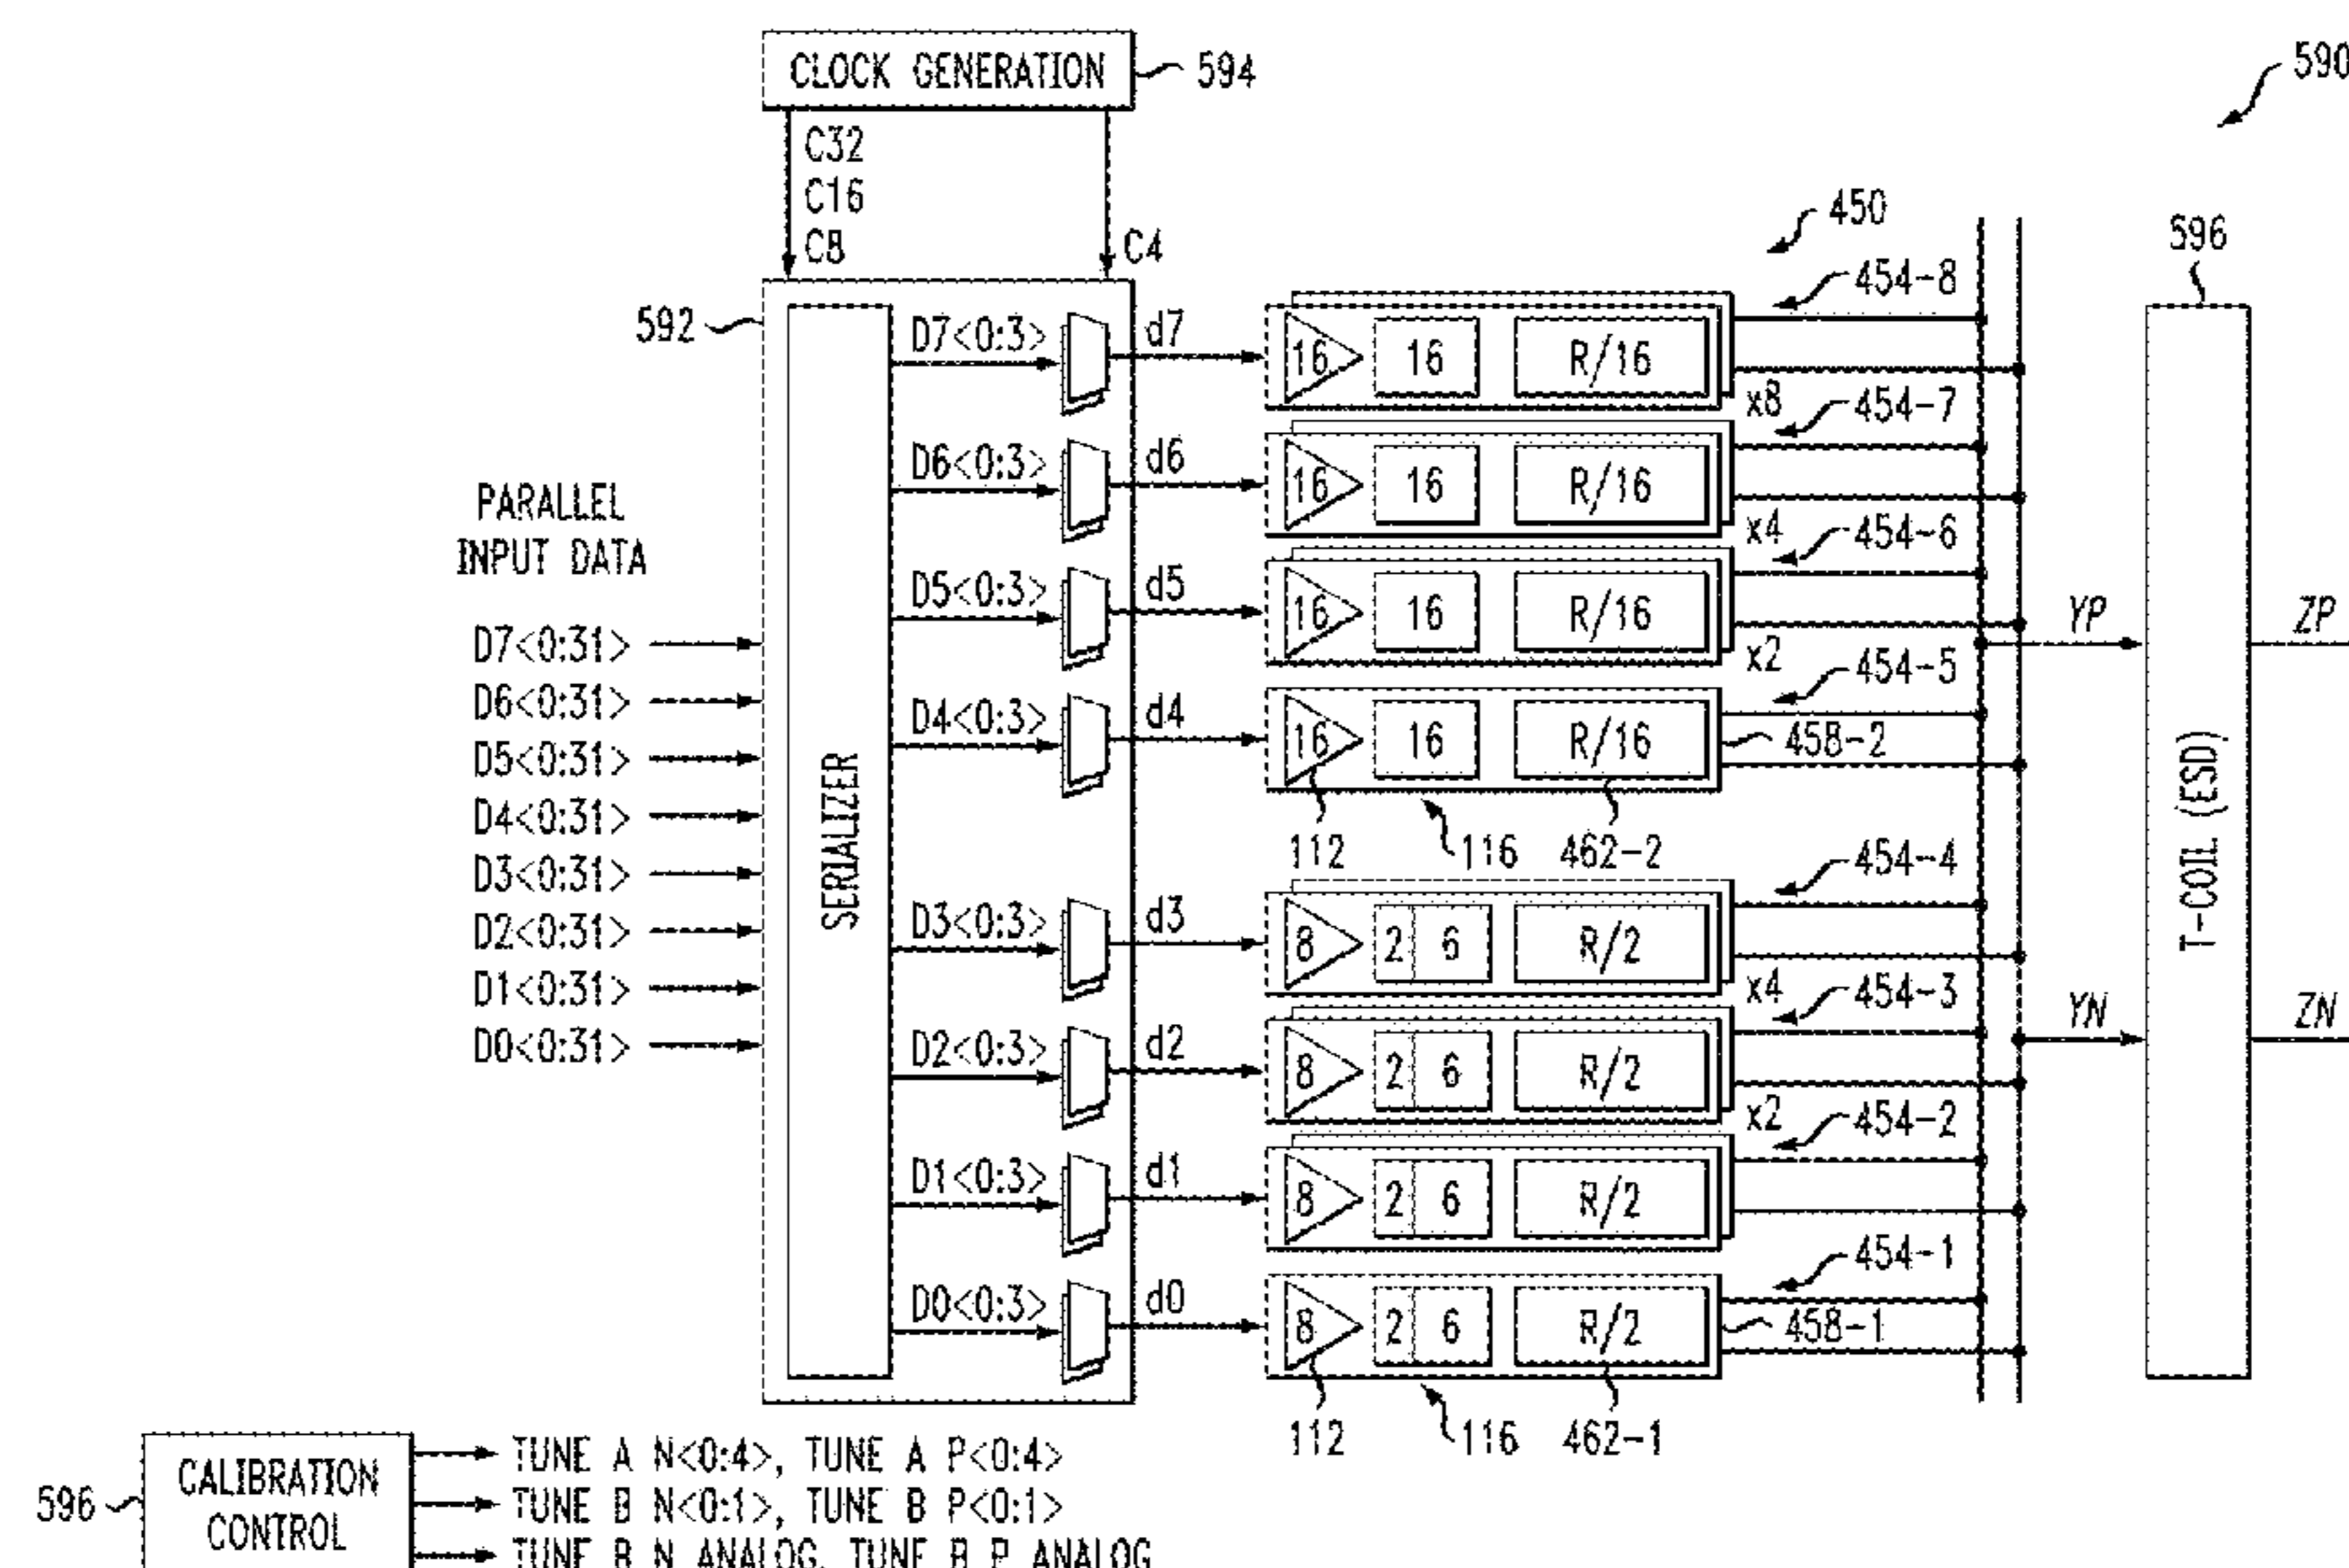 CLOCK GENERATION
594
590
C32
C16
C8
C4
450
596
592
SERIALIZER
PARALLEL
INPUT DATA
D7<0:31>
D6<0:31>
D5<0:31>
D4<0:31>
D3<0:31>
D2<0:31>
D1<0:31>
D0<0:31>
D7<0:3>
d7
16
16
R/16
454-8
x8
D6<0:3>
d6
16
16
R/16
454-7
x4
D5<0:3>
d5
16
16
R/16
454-6
x2
D4<0:3>
d4
16
16
R/16
454-5
458-2
112
116
462-2
D3<0:3>
d3
8
2
6
R/2
454-4
x4
D2<0:3>
d2
8
2
6
R/2
454-3
x2
D1<0:3>
d1
8
2
6
R/2
454-2
D0<0:3>
d0
8
2
6
R/2
454-1
458-1
112
116
462-1
YP
YN
T-COIL (ESD)
ZP
ZN
596
CALIBRATION
CONTROL
TUNE A N<0:4>, TUNE A P<0:4>
TUNE B N<0:1>, TUNE B P<0:1>
TUNE B N ANALOG, TUNE B P ANALOG